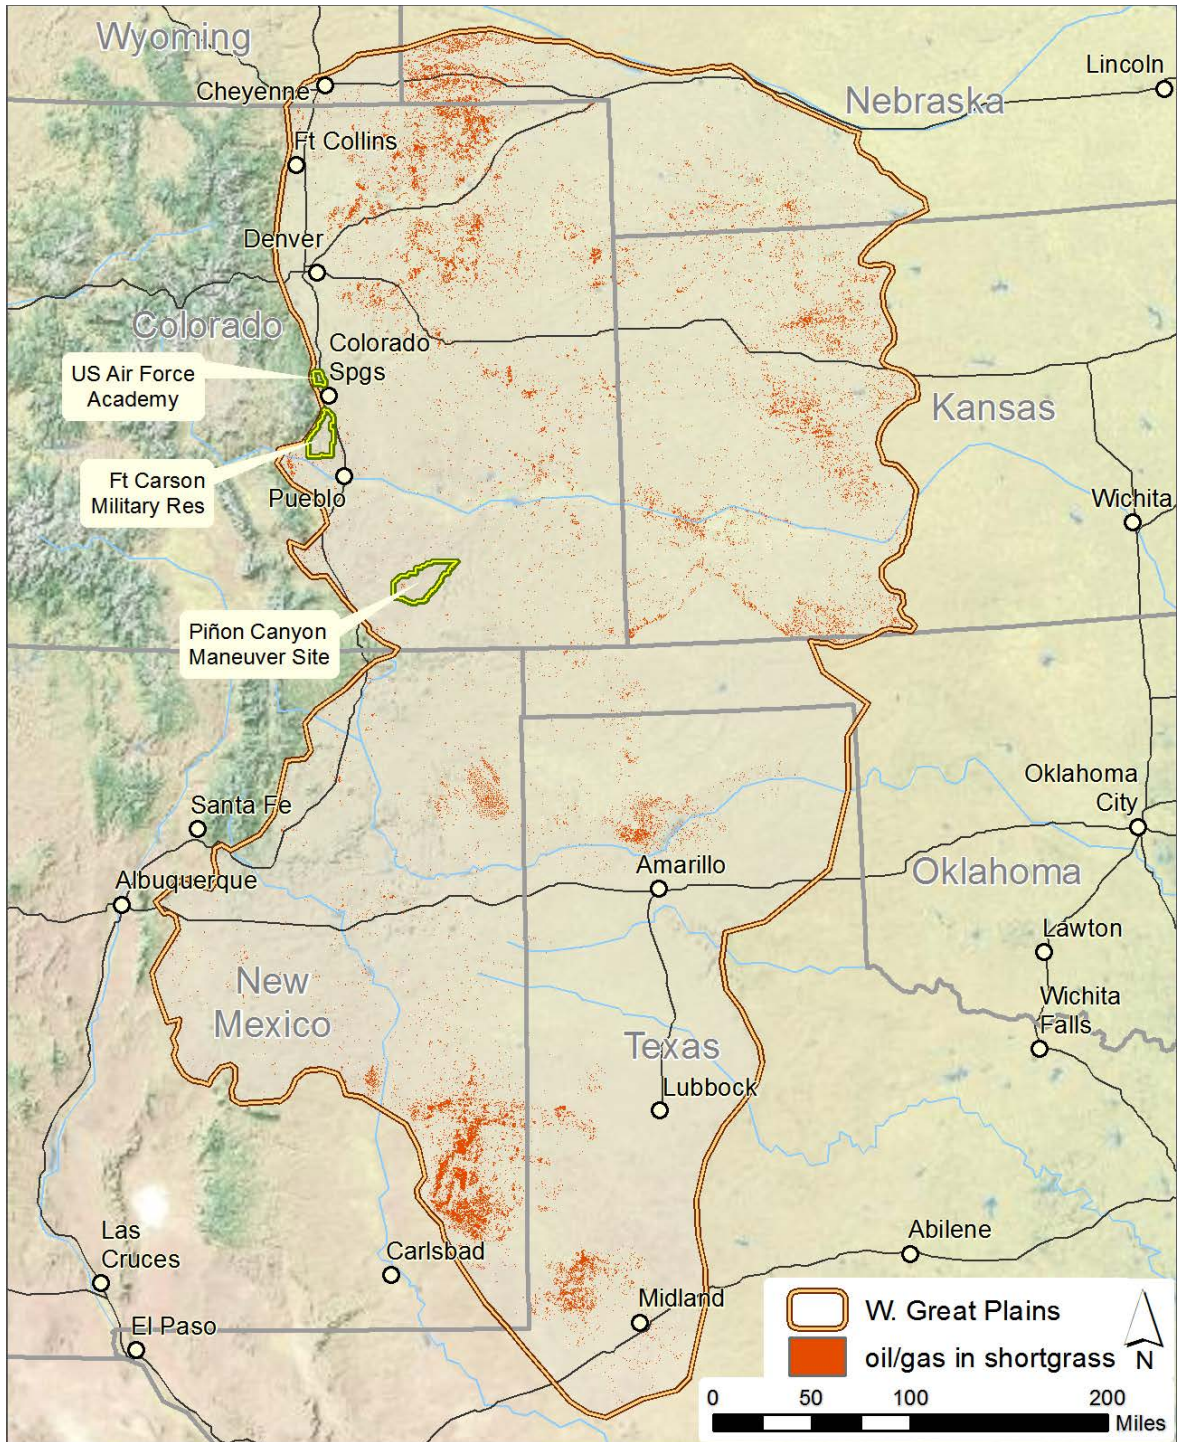 Wyoming
Lincoln
Cheyenne
Nebraska
Ft Collins
Denver
Colorado
Colorado
Spgs
US Air Force
Academy
Kansas
Ft Carson
Military Res
Pueblo
Wichita
Piñon Canyon
Maneuver Site
Oklahoma
City
Santa Fe
Amarillo
Oklahoma
Albuquerque
Lawton
New
Mexico
Wichita
Falls
Texas
Lubbock
Las
Cruces
Carlsbad
Abilene
Midland
El Paso
W. Great Plains
oil/gas in shortgrass
N
0 50 100 200
Miles